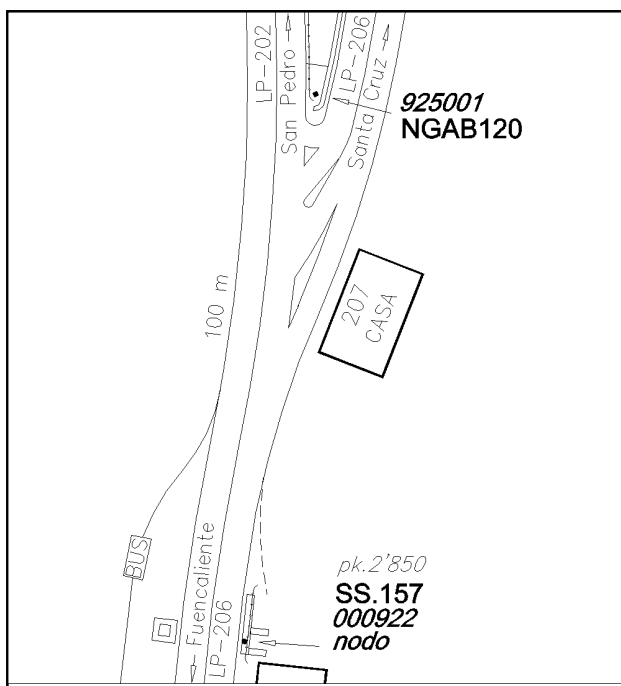 LP-202
San Pedro
LP-206
Santa Cruz
925001
NGAB120
207
CASA
100 m
BUS
Fuencaliente
LP-206
pk.2'850
SS.157
000922
nodo